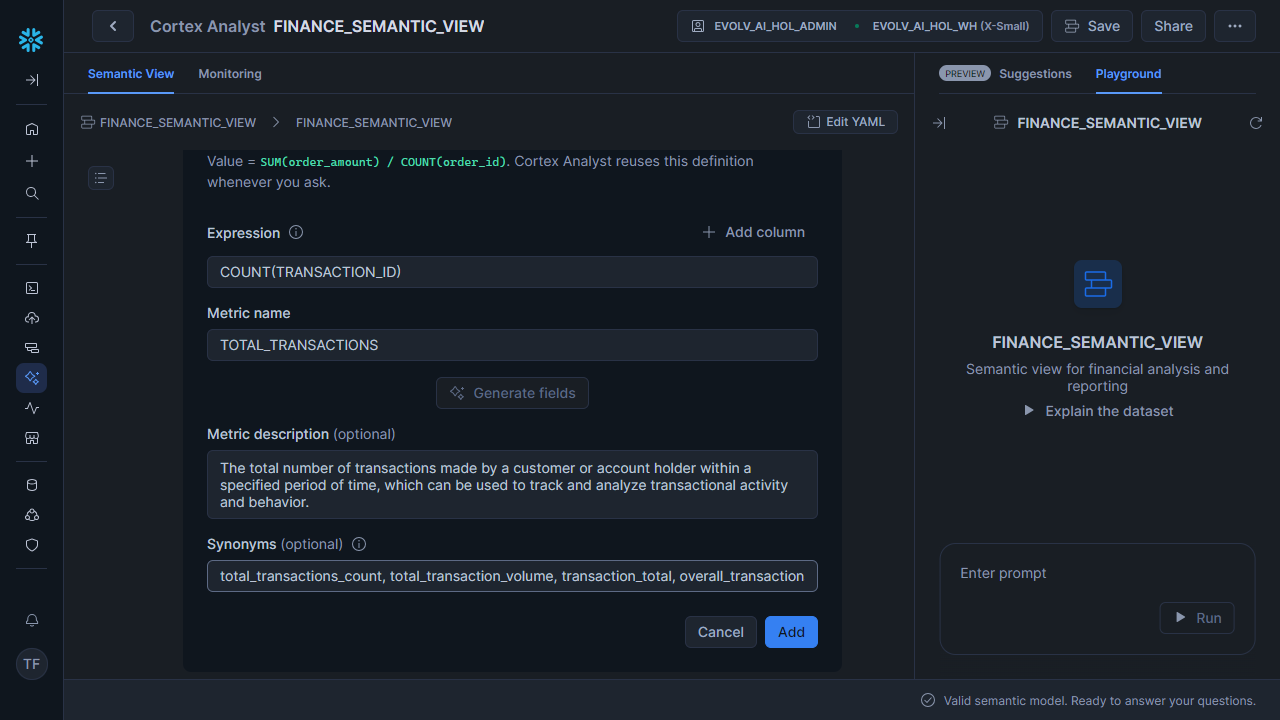 Cortex Analyst FINANCE_SEMANTIC_VIEW
EVOLV_AI_HOL_ADMIN • EVOLV_AI_HOL_WH (X-Small)
Save
Share
Semantic View
Monitoring
PREVIEW
Suggestions
Playground
FINANCE_SEMANTIC_VIEW
FINANCE_SEMANTIC_VIEW
Edit YAML
FINANCE_SEMANTIC_VIEW
Value = SUM(order_amount) / COUNT(order_id). Cortex Analyst reuses this definition
whenever you ask.
Expression
Add column
COUNT(TRANSACTION_ID)
Metric name
TOTAL_TRANSACTIONS
Generate fields
Metric description (optional)
The total number of transactions made by a customer or account holder within a
specified period of time, which can be used to track and analyze transactional activity
and behavior.
Synonyms (optional)
total_transactions_count, total_transaction_volume, transaction_total, overall_transaction
Cancel
Add
FINANCE_SEMANTIC_VIEW
Semantic view for financial analysis and
reporting
Explain the dataset
Enter prompt
Run
TF
Valid semantic model. Ready to answer your questions.